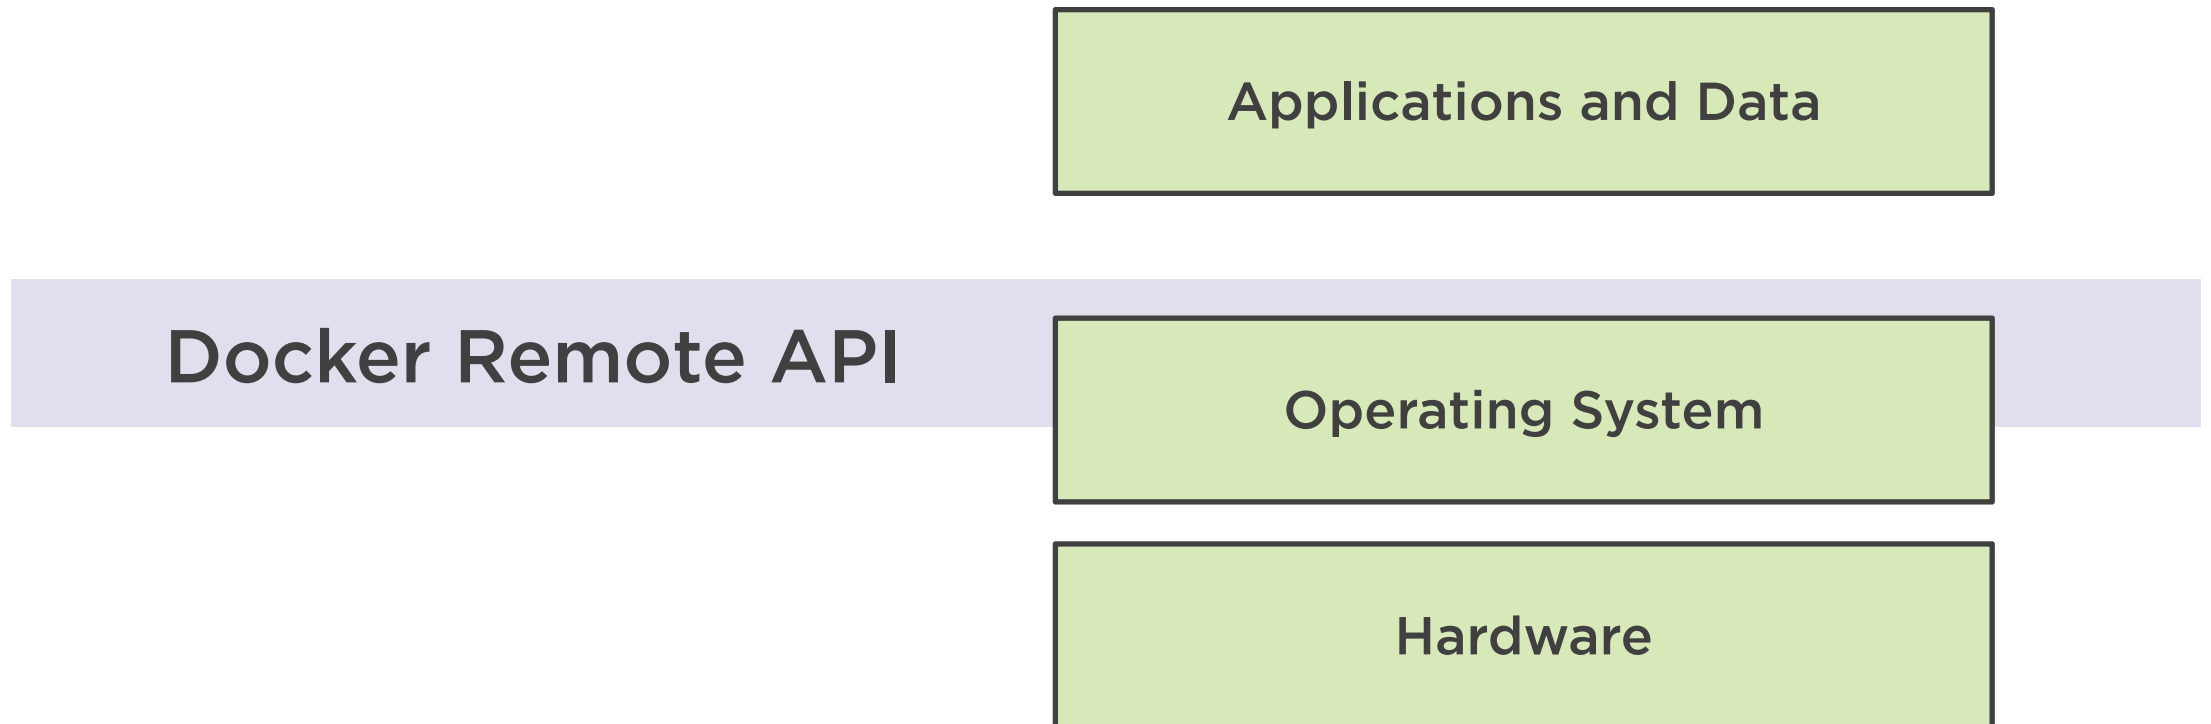 Applications and Data
Docker Remote API
Operating System
Hardware